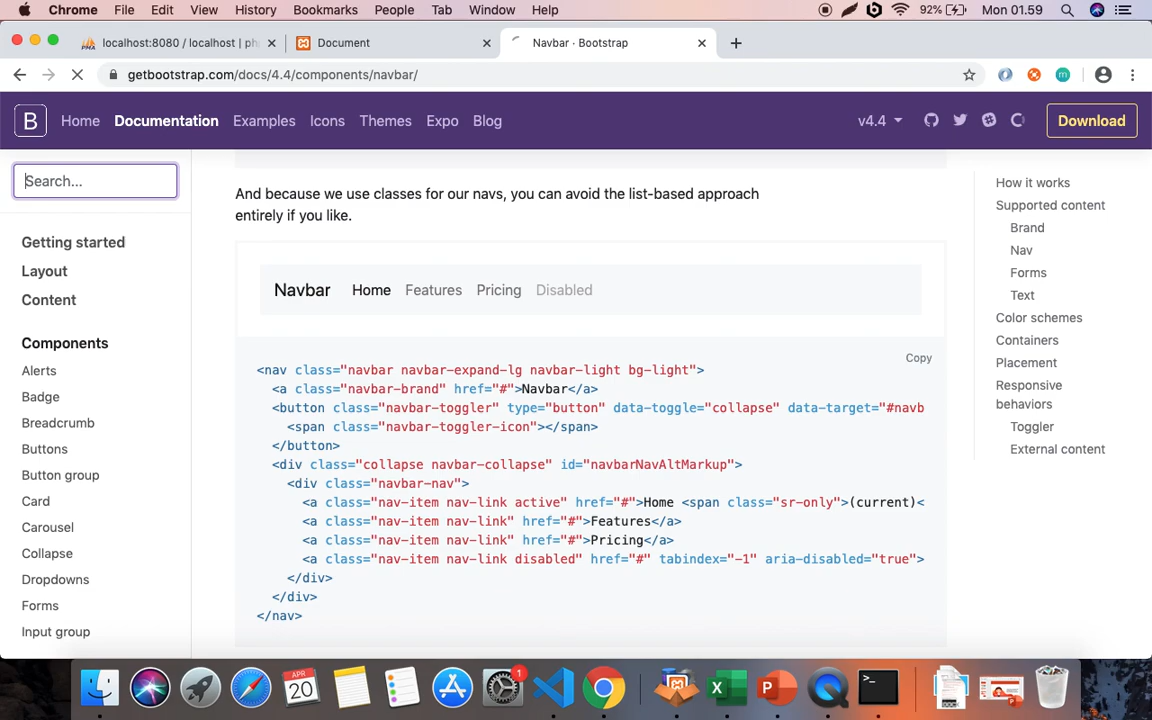 Chrome File Edit View History Bookmarks People Tab Window Help 92% Mon 01.59
localhost:8080 / localhost | ph
Document
Navbar · Bootstrap
getbootstrap.com/docs/4.4/components/navbar/
B Home Documentation Examples Icons Themes Expo Blog v4.4 Download
Search...
Getting started
Layout
Content
Components
Alerts
Badge
Breadcrumb
Buttons
Button group
Card
Carousel
Collapse
Dropdowns
Forms
Input group
And because we use classes for our navs, you can avoid the list-based approach
entirely if you like.
Navbar Home Features Pricing Disabled
Copy
<nav class="navbar navbar-expand-lg navbar-light bg-light">
<a class="navbar-brand" href="#">Navbar</a>
<button class="navbar-toggler" type="button" data-toggle="collapse" data-target="#navb
<span class="navbar-toggler-icon"></span>
</button>
<div class="collapse navbar-collapse" id="navbarNavAltMarkup">
<div class="navbar-nav">
<a class="nav-item nav-link active" href="#">Home <span class="sr-only">(current)<
<a class="nav-item nav-link" href="#">Features</a>
<a class="nav-item nav-link" href="#">Pricing</a>
<a class="nav-item nav-link disabled" href="#" tabindex="-1" aria-disabled="true">
</div>
</div>
</nav>
How it works
Supported content
Brand
Nav
Forms
Text
Color schemes
Containers
Placement
Responsive
behaviors
Toggler
External content
APR
20
1